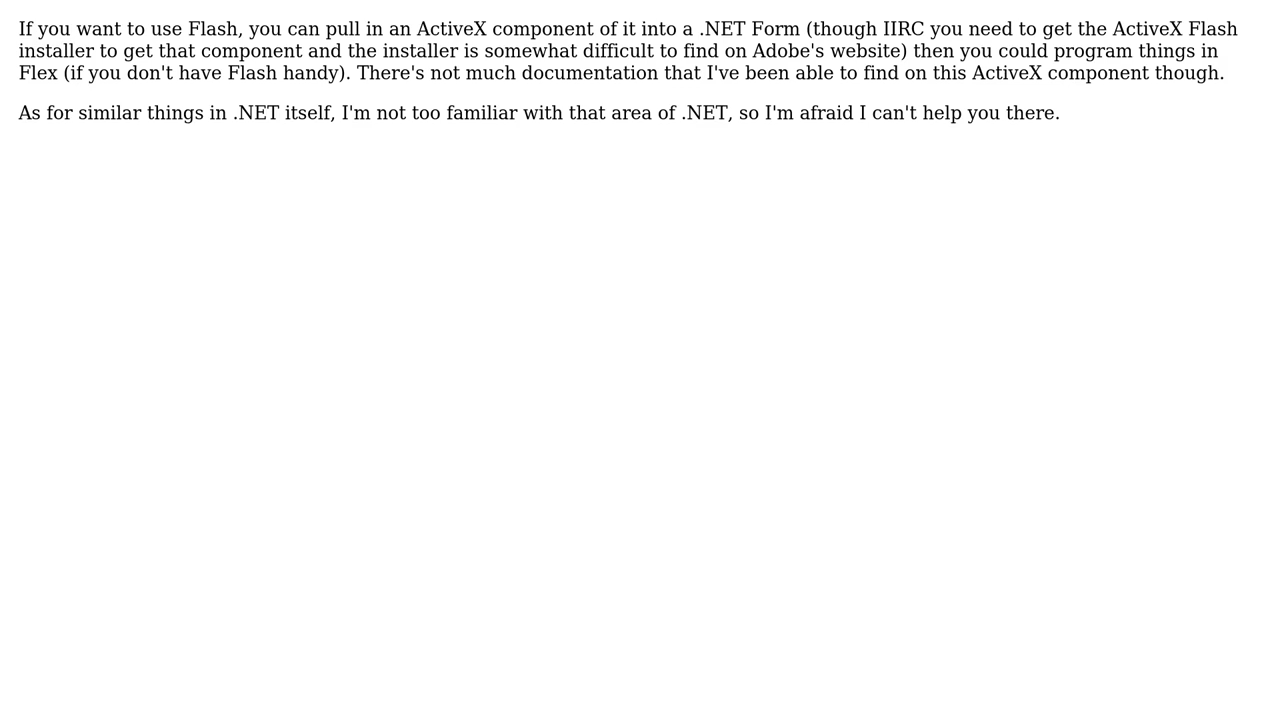 If you want to use Flash, you can pull in an ActiveX component of it into a .NET Form (though IIRC you need to get the ActiveX Flash
installer to get that component and the installer is somewhat difficult to find on Adobe's website) then you could program things in
Flex (if you don't have Flash handy). There's not much documentation that I've been able to find on this ActiveX component though.
As for similar things in .NET itself, I'm not too familiar with that area of .NET, so I'm afraid I can't help you there.